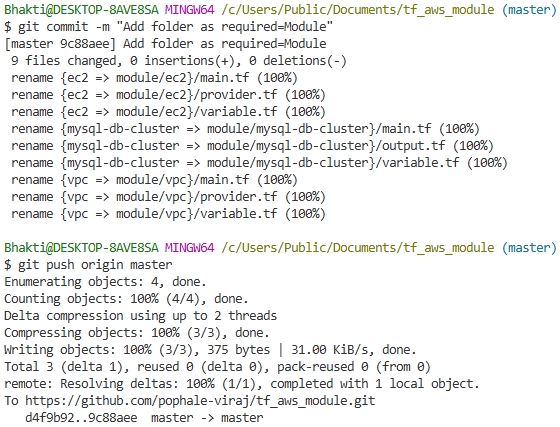 Bhakti@DESKTOP-8AVE8SA MINGW64 /c/Users/Public/Documents/tf_aws_module (master)
$ git commit -m "Add folder as required=Module"
[master 9c88aee] Add folder as required=Module
 9 files changed, 0 insertions(+), 0 deletions(-)
 rename {ec2 => module/ec2}/main.tf (100%)
 rename {ec2 => module/ec2}/provider.tf (100%)
 rename {ec2 => module/ec2}/variable.tf (100%)
 rename {mysql-db-cluster => module/mysql-db-cluster}/main.tf (100%)
 rename {mysql-db-cluster => module/mysql-db-cluster}/output.tf (100%)
 rename {mysql-db-cluster => module/mysql-db-cluster}/variable.tf (100%)
 rename {vpc => module/vpc}/main.tf (100%)
 rename {vpc => module/vpc}/provider.tf (100%)
 rename {vpc => module/vpc}/variable.tf (100%)
Bhakti@DESKTOP-8AVE8SA MINGW64 /c/Users/Public/Documents/tf_aws_module (master)
$ git push origin master
Enumerating objects: 4, done.
Counting objects: 100% (4/4), done.
Delta compression using up to 2 threads
Compressing objects: 100% (3/3), done.
Writing objects: 100% (3/3), 375 bytes | 31.00 KiB/s, done.
Total 3 (delta 1), reused 0 (delta 0), pack-reused 0 (from 0)
remote: Resolving deltas: 100% (1/1), completed with 1 local object.
To https://github.com/pophale-viraj/tf_aws_module.git
   d4f9b92..9c88aee  master -> master